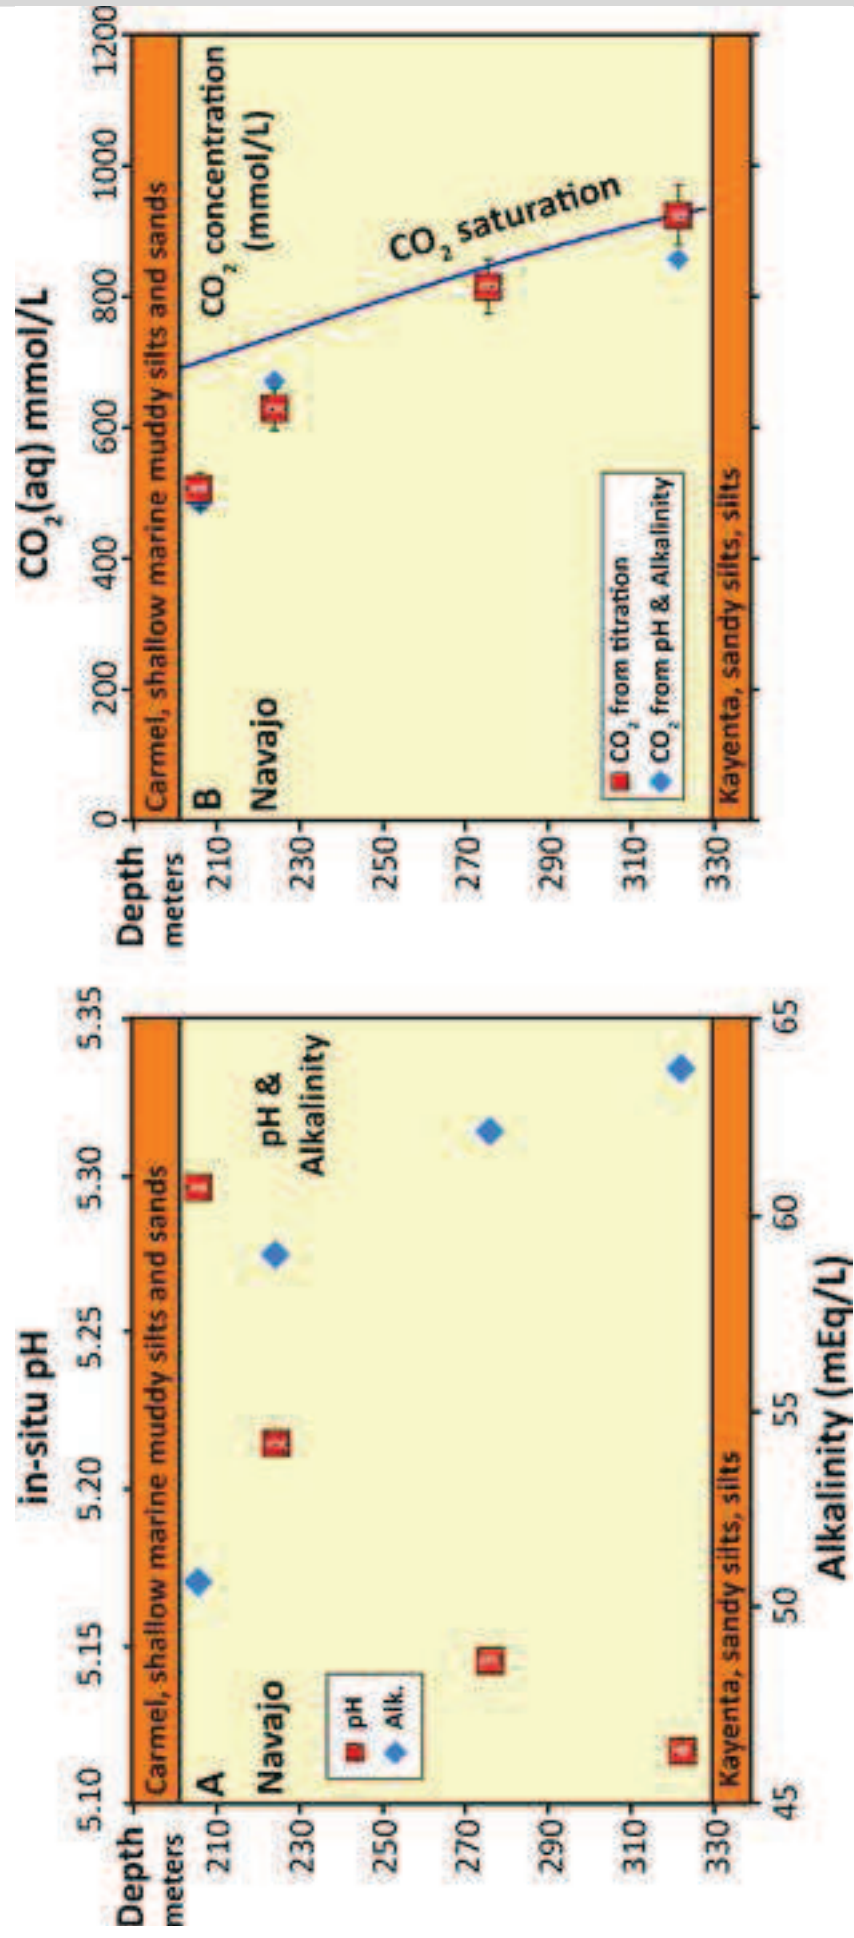 in-situ pH
Depth
meters
5.10 5.15 5.20 5.25 5.30 5.35
Carmel, shallow marine muddy silts and sands
A
Navajo
pH &
Alkalinity
pH
Alk.
210
230
250
270
290
310
330
Kayenta, sandy silts, silts
45 50 55 60 65
Alkalinity (mEq/L)
CO2(aq) mmol/L
Depth
meters
0 200 400 600 800 1000 1200
Carmel, shallow marine muddy silts and sands
B
Navajo
CO2 concentration
(mmol/L)
CO2 saturation
CO2 from titration
CO2 from pH & Alkalinity
210
230
250
270
290
310
330
Kayenta, sandy silts, silts